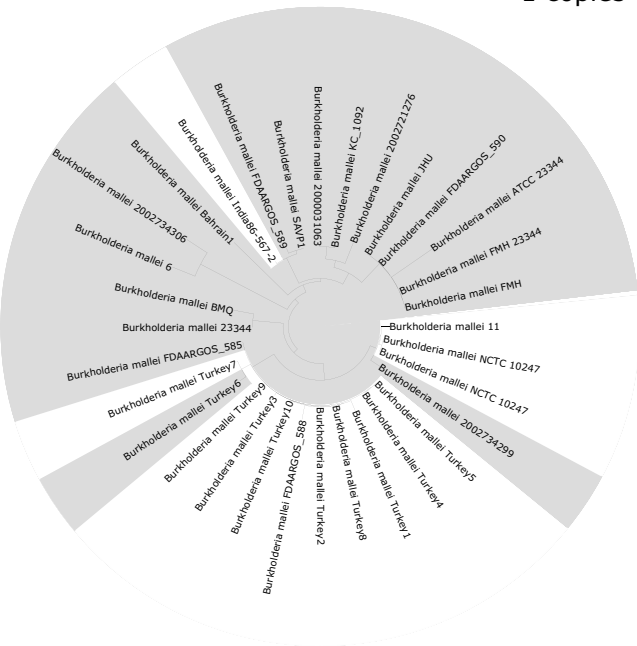 Burkholderia mallei FDAARGOS_589
Burkholderia mallei SAVP1
Burkholderia mallei 2000031063
Burkholderia mallei KC_1092
Burkholderia mallei 2002721276
Burkholderia mallei JHU
Burkholderia mallei FDAARGOS_590
Burkholderia mallei ATCC 23344
Burkholderia mallei FMH 23344
Burkholderia mallei FMH
Burkholderia mallei 11
Burkholderia mallei NCTC 10247
Burkholderia mallei NCTC 10247
Burkholderia mallei 2002734299
Burkholderia mallei Turkey5
Burkholderia mallei Turkey4
Burkholderia mallei Turkey1
Burkholderia mallei Turkey8
Burkholderia mallei Turkey2
Burkholderia mallei FDAARGOS_588
Burkholderia mallei Turkey10
Burkholderia mallei Turkey3
Burkholderia mallei Turkey9
Burkholderia mallei Turkey6
Burkholderia mallei Turkey7
Burkholderia mallei FDAARGOS_585
Burkholderia mallei 23344
Burkholderia mallei BMQ
Burkholderia mallei 6
Burkholderia mallei 2002734306
Burkholderia mallei Bahrain1
Burkholderia mallei India86-567-2